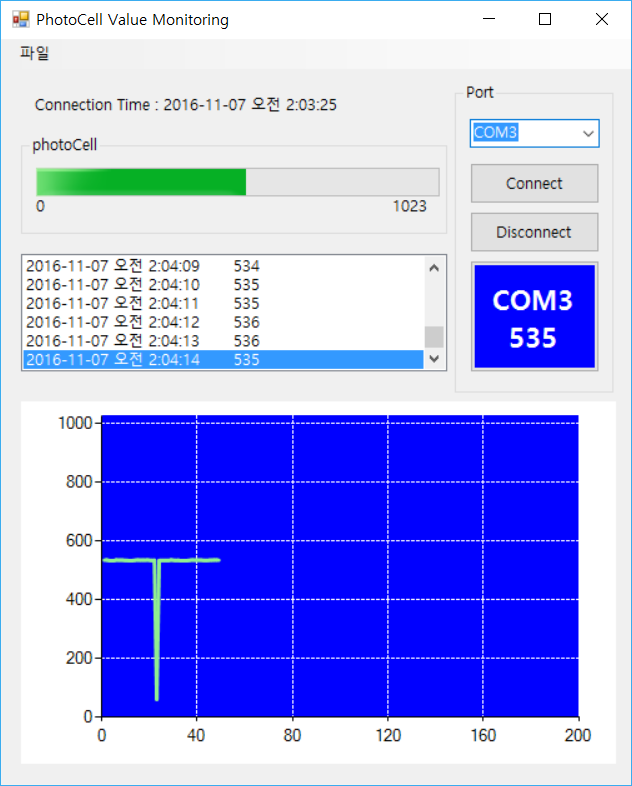 PhotoCell Value Monitoring
파일
Connection Time : 2016-11-07 오전 2:03:25
photoCell
0 1023
2016-11-07 오전 2:04:09 534
2016-11-07 오전 2:04:10 535
2016-11-07 오전 2:04:11 535
2016-11-07 오전 2:04:12 536
2016-11-07 오전 2:04:13 536
2016-11-07 오전 2:04:14 535
Port
COM3
Connect
Disconnect
COM3
535
1000
800
600
400
200
0
0 40 80 120 160 200